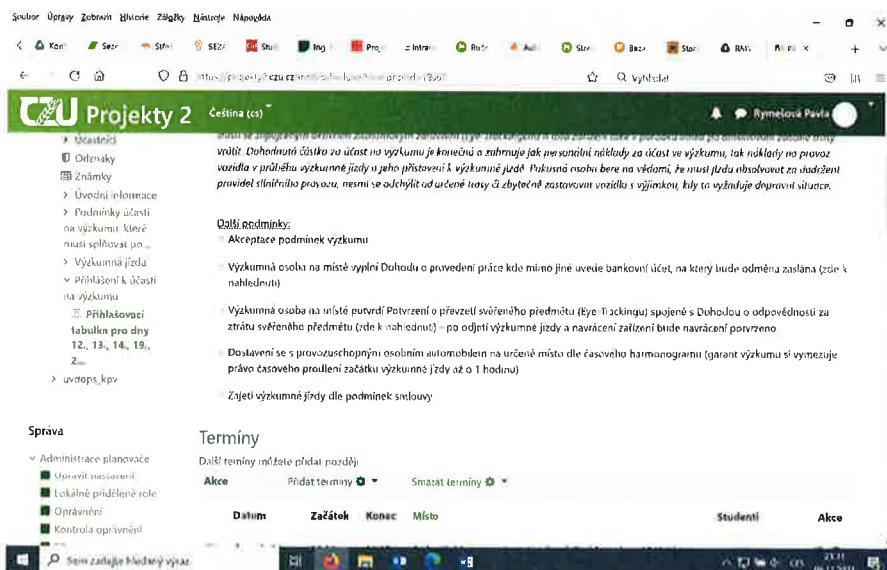 Soubor Úpravy Zobrazit Historie Záložky Nástroje Nápověda
Vyhledat
CZU Projekty 2 Čeština (cs) Rymešová Pavla
Účastníci
Odznaky
Známky
Úvodní informace
Podmínky účasti
na výzkumu, které
musí splňovat po...
Výzkumná jízda
Přihlášení k účasti
na výzkumu
Přihlašovací
tabulka pro dny
12., 13., 14., 19.,
2...
uvdops_kpv
Správa
Administrace plánovače
Upravit nastavení
Lokálně přidělené role
Oprávnění
Kontrola oprávnění
vrátit. Dohodnutá částka za účast na výzkumu je konečná a zahrnuje jak personální náklady za účast ve výzkumu, tak náklady na provoz
vozidla v průběhu výzkumné jízdy a jeho přistavení k výzkumné jízdě. Pokusná osoba bere na vědomí, že musí jízdu absolvovat za dodržení
pravidel silničního provozu, nesmí se odchýlit od určené trasy či zbytečně zastavovat vozidlo s výjimkou, kdy to vyžaduje dopravní situace.
Další podmínky:
Akceptace podmínek výzkumu
Výzkumná osoba na místě vyplní Dohodu o provedení práce kde mimo jiné uvede bankovní účet, na který bude odměna zaslána (zde k
nahlédnutí)
Výzkumná osoba na místě potvrdí Potvrzení o převzetí svěřeného předmětu (Eye-Trackingu) spojené s Dohodou o odpovědnosti za
ztrátu svěřeného předmětu (zde k nahlédnutí) - po odjetí výzkumné jízdy a navrácení zařízení bude navrácení potvrzeno
Dostavení se s provozuschopným osobním automobilem na určené místo dle časového harmonogramu (garant výzkumu si vymezuje
právo časového prodlení začátku výzkumné jízdy až o 1 hodinu)
Zajetí výzkumné jízdy dle podmínek smlouvy
Termíny
Další temíny můžete přidat později
Akce Přidat termíny Smazat termíny
Datum Začátek Konec Místo Studenti Akce
Sem zadejte hledaný výraz
21:31